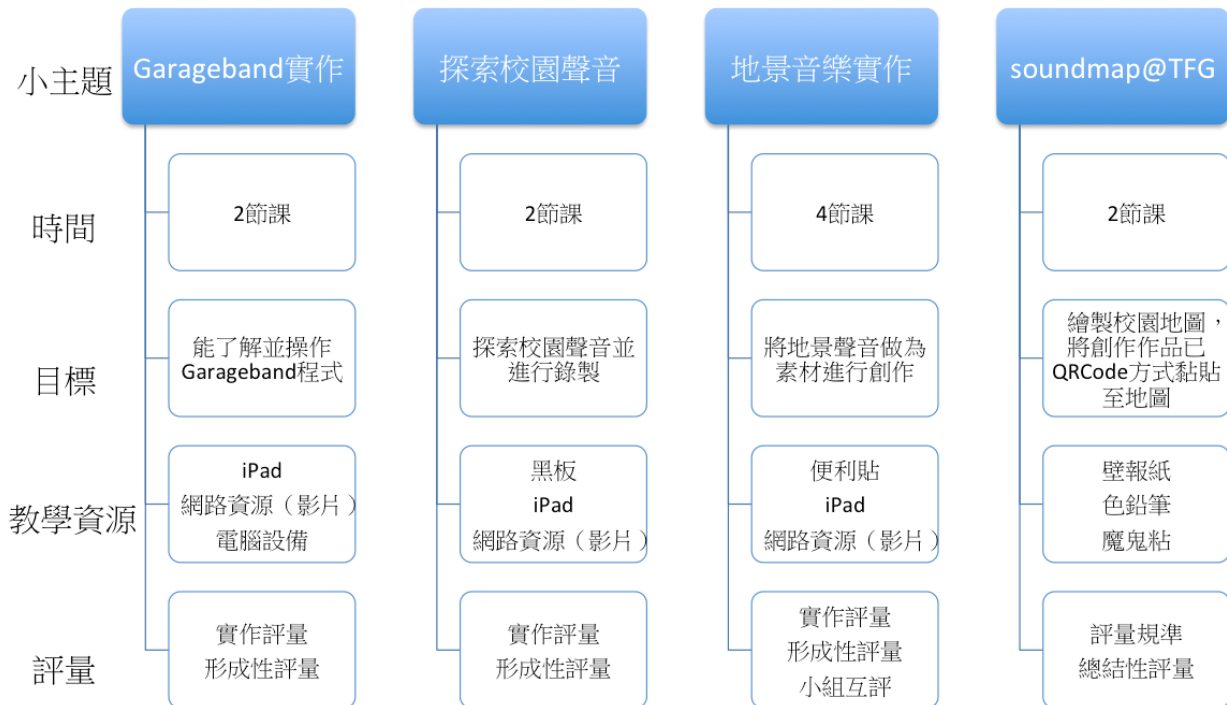 小主題
Garageband實作
探索校園聲音
地景音樂實作
soundmap@TFG
時間
2節課
2節課
4節課
2節課
目標
能了解並操作
Garageband程式
探索校園聲音並
進行錄製
將地景聲音做為
素材進行創作
繪製校園地圖，
將創作作品已
QRCode方式黏貼
至地圖
教學資源
iPad
網路資源（影片）
電腦設備
黑板
iPad
網路資源（影片）
便利貼
iPad
網路資源（影片）
壁報紙
色鉛筆
魔鬼粘
評量
實作評量
形成性評量
實作評量
形成性評量
實作評量
形成性評量
小組互評
評量規準
總結性評量